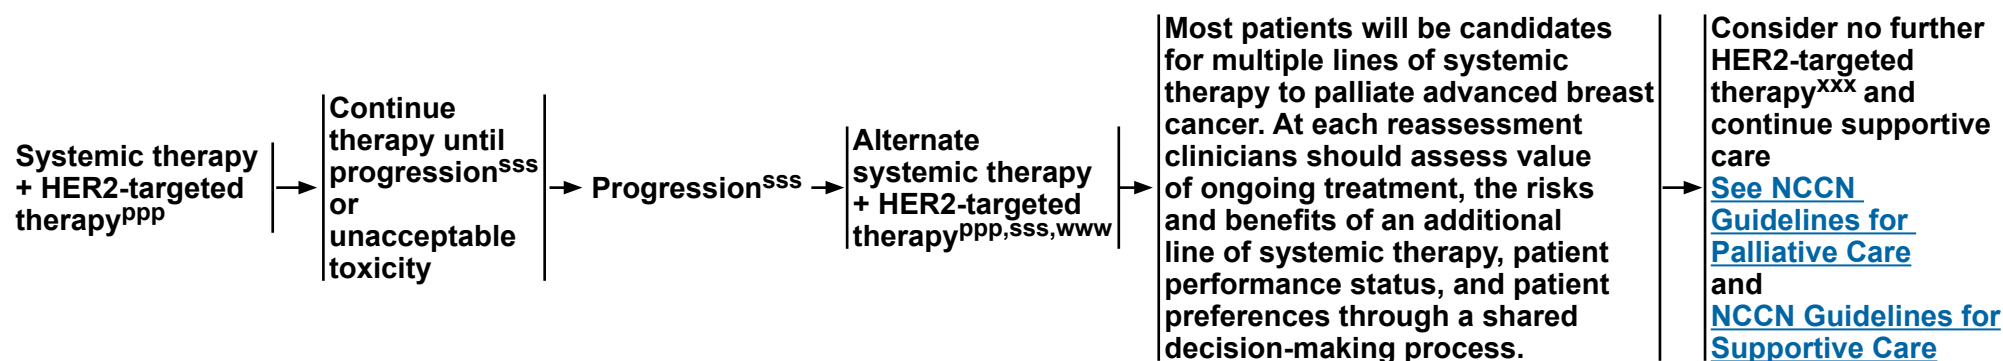 Systemic therapy
+ HER2-targeted
therapyppp
Continue
therapy until
progressionsss
or
unacceptable
toxicity
Progressionsss
Alternate
systemic therapy
+ HER2-targeted
therapyppp,sss,www
Most patients will be candidates
for multiple lines of systemic
therapy to palliate advanced breast
cancer. At each reassessment
clinicians should assess value
of ongoing treatment, the risks
and benefits of an additional
line of systemic therapy, patient
performance status, and patient
preferences through a shared
decision-making process.
Consider no further
HER2-targeted
therapyxxx and
continue supportive
care
See NCCN
Guidelines for
Palliative Care
and
NCCN Guidelines for
Supportive Care